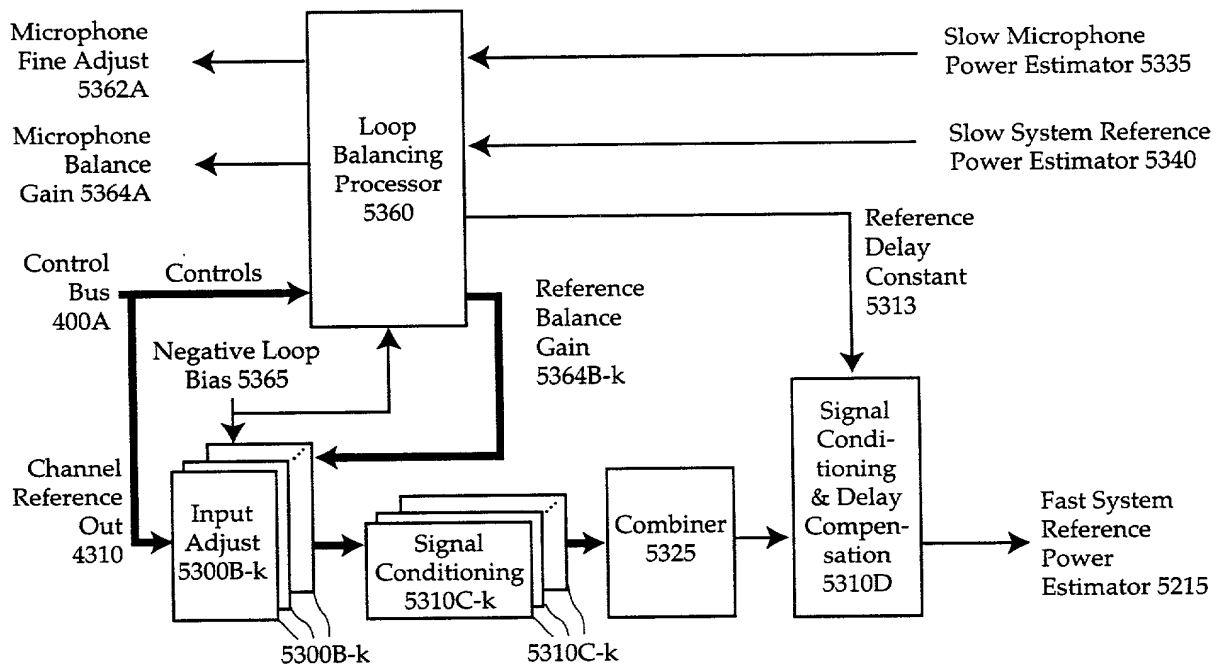 Microphone
Fine Adjust
5362A
Microphone
Balance
Gain 5364A
Loop
Balancing
Processor
5360
Slow Microphone
Power Estimator 5335
Slow System Reference
Power Estimator 5340
Control
Bus
400A
Controls
Negative Loop
Bias 5365
Reference
Balance
Gain
5364B-k
Reference
Delay
Constant
5313
Channel
Reference
Out
4310
Input
Adjust
5300B-k
5300B-k
Signal
Conditioning
5310C-k
5310C-k
Combiner
5325
Signal
Condi-
tioning
& Delay
Compen-
sation
5310D
Fast System
Reference
Power
Estimator 5215